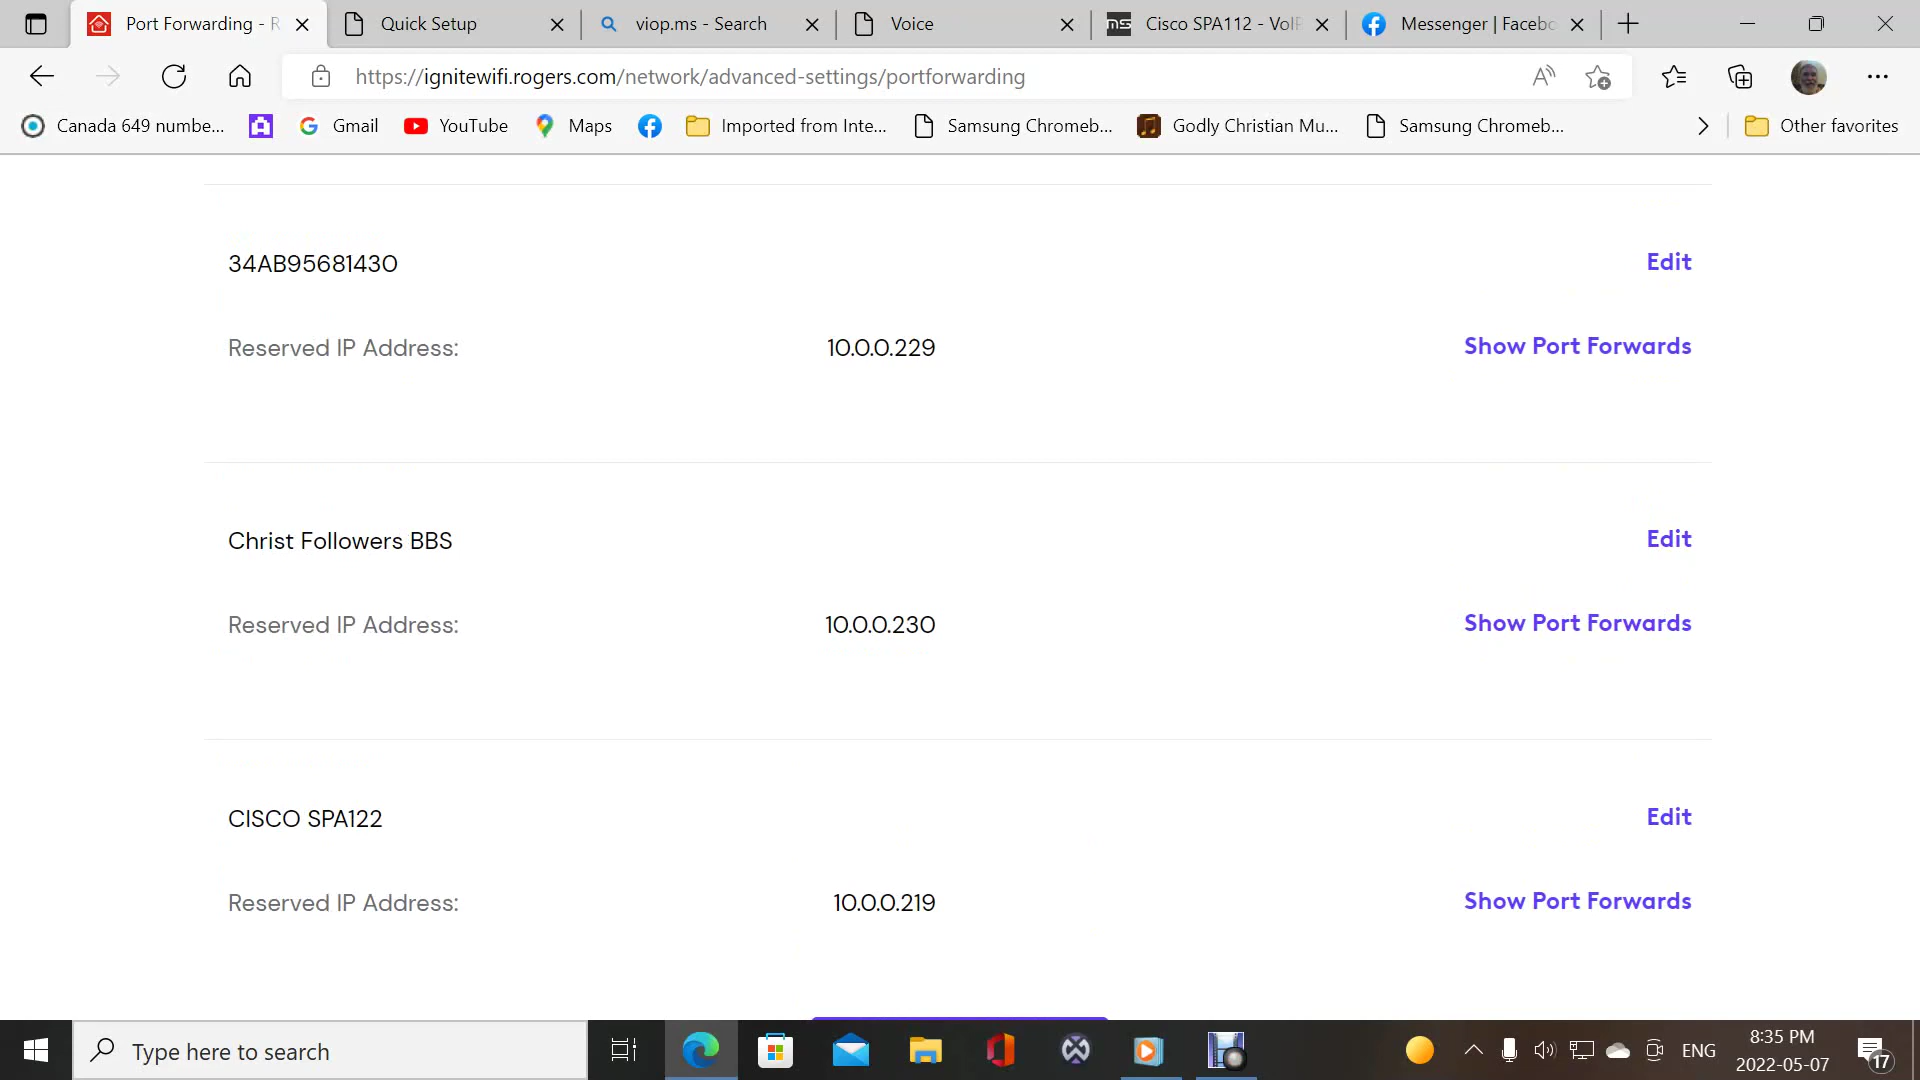 Port Forwarding - R
Quick Setup
viop.ms - Search
Voice
Cisco SPA112 - VoIP
Messenger | Facebo
https://ignitewifi.rogers.com/network/advanced-settings/portforwarding
Canada 649 numbe...
Gmail
YouTube
Maps
Imported from Inte...
Samsung Chromeb...
Godly Christian Mu...
Samsung Chromeb...
Other favorites
34AB95681430
Edit
Reserved IP Address:
10.0.0.229
Show Port Forwards
Christ Followers BBS
Edit
Reserved IP Address:
10.0.0.230
Show Port Forwards
CISCO SPA122
Edit
Reserved IP Address:
10.0.0.219
Show Port Forwards
Type here to search
ENG
8:35 PM
2022-05-07
17